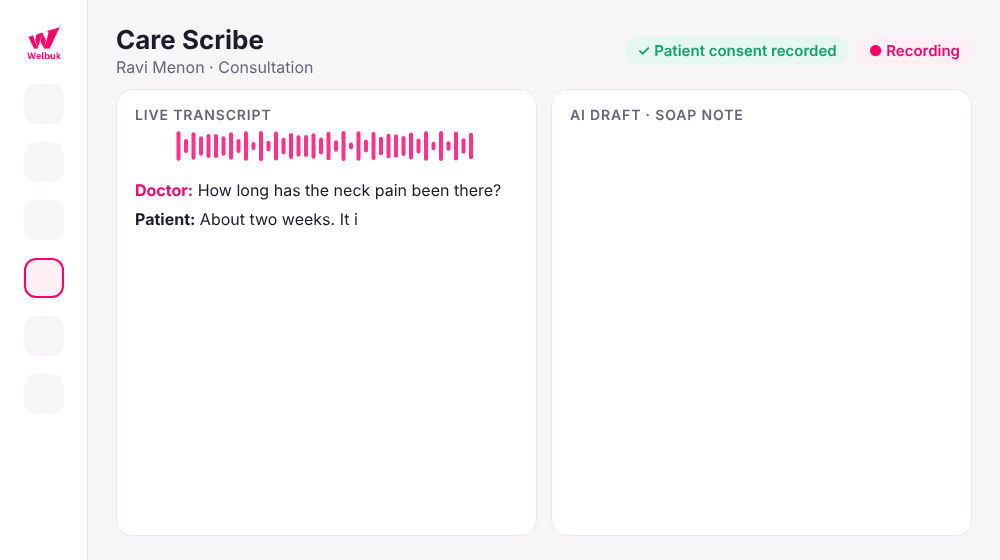 Welbuk
Care Scribe
Ravi Menon · Consultation
✓ Patient consent recorded
Recording
LIVE TRANSCRIPT
Doctor: How long has the neck pain been there?
Patient: About two weeks. It i
AI DRAFT · SOAP NOTE